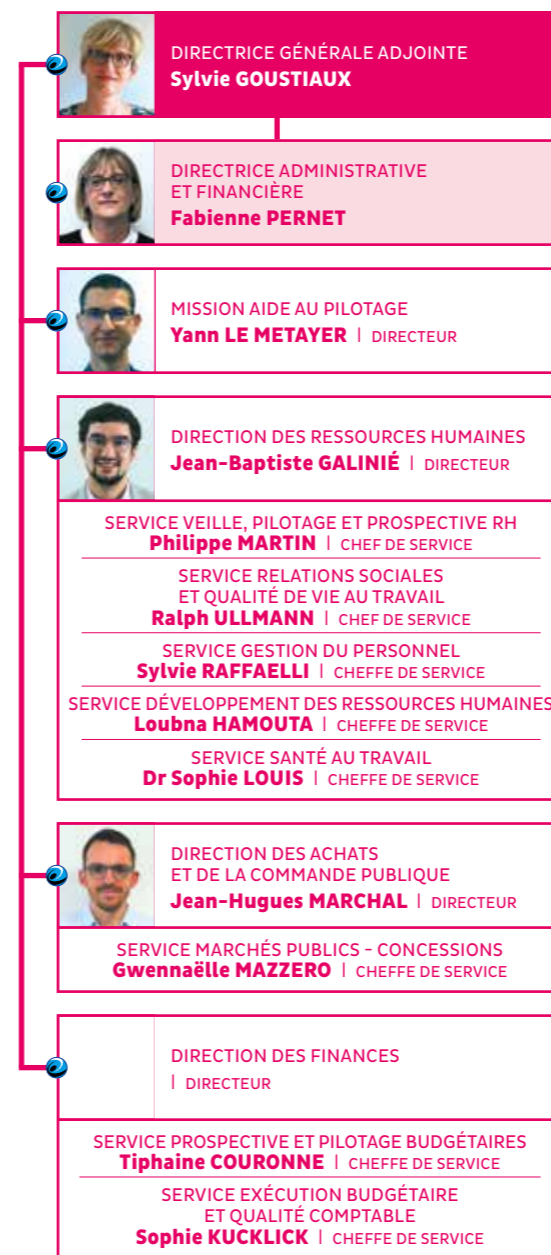 DIRECTRICE GÉNÉRALE ADJOINTE
Sylvie GOUSTIAUX
DIRECTRICE ADMINISTRATIVE
ET FINANCIÈRE
Fabienne PERNET
MISSION AIDE AU PILOTAGE
Yann LE METAYER | DIRECTEUR
DIRECTION DES RESSOURCES HUMAINES
Jean-Baptiste GALINIÉ | DIRECTEUR
SERVICE VEILLE, PILOTAGE ET PROSPECTIVE RH
Philippe MARTIN | CHEF DE SERVICE
SERVICE RELATIONS SOCIALES
ET QUALITÉ DE VIE AU TRAVAIL
Ralph ULLMANN | CHEF DE SERVICE
SERVICE GESTION DU PERSONNEL
Sylvie RAFFAELLI | CHEFFE DE SERVICE
SERVICE DÉVELOPPEMENT DES RESSOURCES HUMAINES
Loubna HAMOUTA | CHEFFE DE SERVICE
SERVICE SANTÉ AU TRAVAIL
Dr Sophie LOUIS | CHEFFE DE SERVICE
DIRECTION DES ACHATS
ET DE LA COMMANDE PUBLIQUE
Jean-Hugues MARCHAL | DIRECTEUR
SERVICE MARCHÉS PUBLICS - CONCESSIONS
Gwennaëlle MAZZERO | CHEFFE DE SERVICE
DIRECTION DES FINANCES
| DIRECTEUR
SERVICE PROSPECTIVE ET PILOTAGE BUDGÉTAIRES
Tiphaine COURONNE | CHEFFE DE SERVICE
SERVICE EXÉCUTION BUDGÉTAIRE
ET QUALITÉ COMPTABLE
Sophie KUCKLICK | CHEFFE DE SERVICE